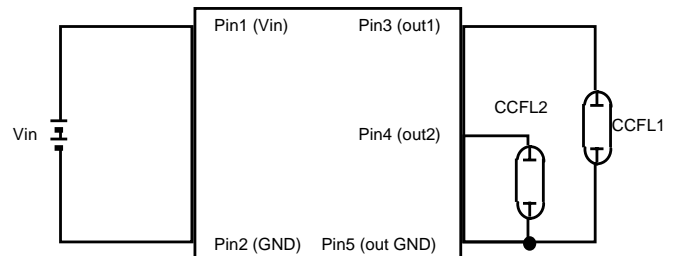 Pin1 (Vin) Pin3 (out1)
CCFL2
CCFL1
Vin
Pin4 (out2)
Pin2 (GND) Pin5 (out GND)